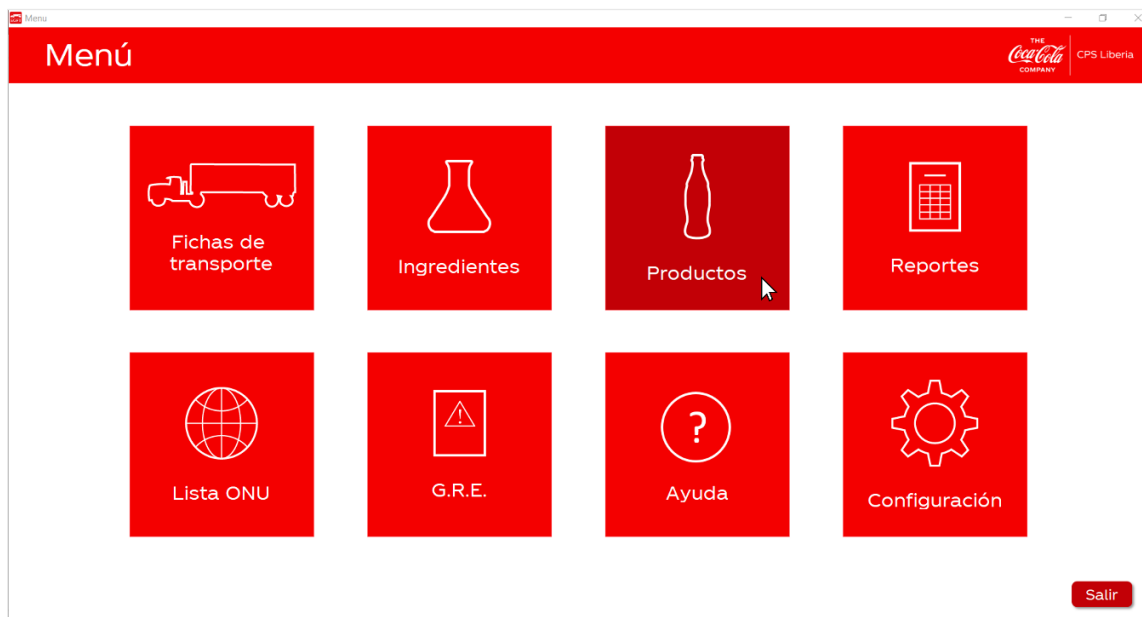 Menu
Menú
THE
Coca-Cola
COMPANY
CPS Liberia
Fichas de
transporte
Ingredientes
Productos
Reportes
Lista ONU
G.R.E.
?
Ayuda
Configuración
Salir